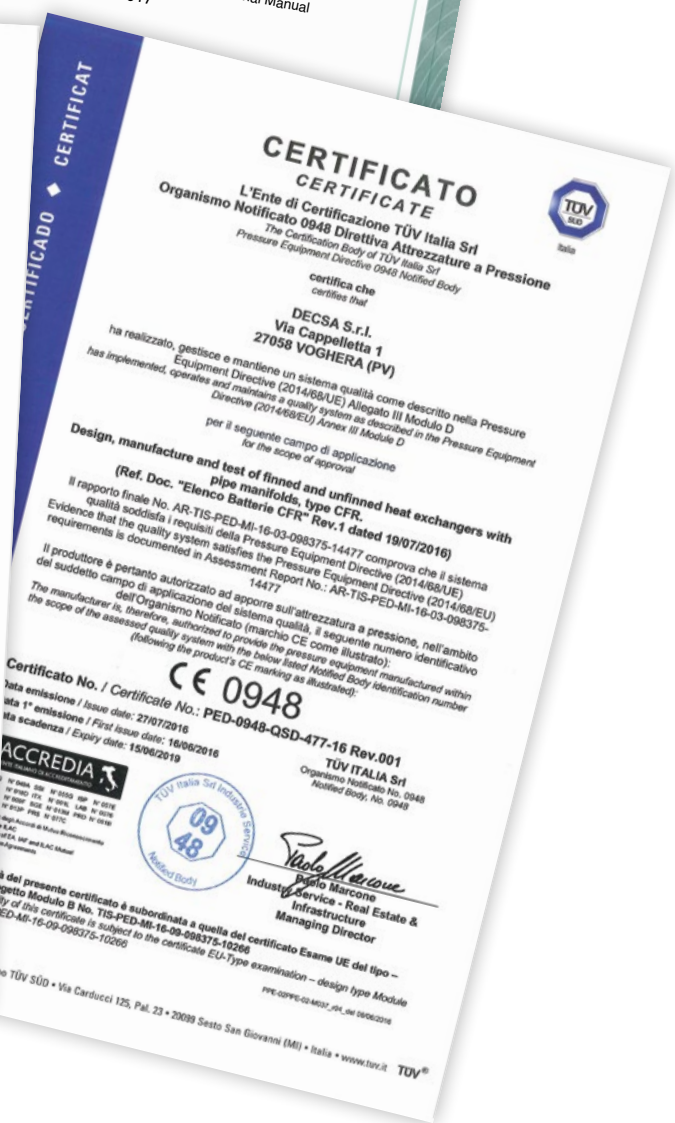 al Manual
CERTIFICADO ◆ CERTIFICAT
CERTIFICATO
CERTIFICATE
TÜV
SÜD
Italia
L'Ente di Certificazione TÜV Italia Srl
Organismo Notificato 0948 Direttiva Attrezzature a Pressione
The Certification Body of TÜV Italia Srl
Pressure Equipment Directive 0948 Notified Body
certifica che
certifies that
DECSA S.r.l.
Via Cappelletta 1
27058 VOGHERA (PV)
ha realizzato, gestisce e mantiene un sistema qualità come descritto nella Pressure
Equipment Directive (2014/68/UE) Allegato III Modulo D
has implemented, operates and maintains a quality system as described in the Pressure Equipment
Directive (2014/68/EU) Annex III Module D
per il seguente campo di applicazione
for the scope of approval
Design, manufacture and test of finned and unfinned heat exchangers with
pipe manifolds, type CFR.
(Ref. Doc. "Elenco Batterie CFR" Rev.1 dated 19/07/2016)
Il rapporto finale No. AR-TIS-PED-MI-16-03-098375-14477 comprova che il sistema
qualità soddisfa i requisiti della Pressure Equipment Directive (2014/68/UE)
Evidence that the quality system satisfies the Pressure Equipment Directive (2014/68/EU)
requirements is documented in Assessment Report No.: AR-TIS-PED-MI-16-03-098375-
14477
Il produttore è pertanto autorizzato ad apporre sull'attrezzatura a pressione, nell'ambito
del suddetto campo di applicazione del sistema qualità, il seguente numero identificativo
dell'Organismo Notificato (marchio CE come illustrato):
The manufacturer is, therefore, authorized to provide the pressure equipment manufactured within
the scope of the assessed quality system with the below listed Notified Body identification number
(following the product's CE marking as illustrated):
CE 0948
Certificato No. / Certificate No.: PED-0948-QSD-477-16 Rev.001
Data emissione / Issue date: 27/07/2016
ata 1° emissione / First issue date: 16/06/2016
ata scadenza / Expiry date: 15/06/2019
TÜV ITALIA Srl
Organismo Notificato No. 0948
Notified Body, No. 0948
ACCREDIA
TÜV Italia Srl Industrie Service
09
48
Notified Body
Paolo Marcone
Paolo Marcone
Industry Service - Real Estate &
Infrastructure
Managing Director
à del presente certificato è subordinata a quella del certificato Esame UE del tipo –
getto Modulo B No. TIS-PED-MI-16-09-098375-10266
ty of this certificate is subject to the certificate EU-Type examination – design type Module
ED-MI-16-09-098375-10266
o TÜV SÜD • Via Carducci 125, Pal. 23 • 20099 Sesto San Giovanni (MI) • Italia • www.tuv.it TÜV®